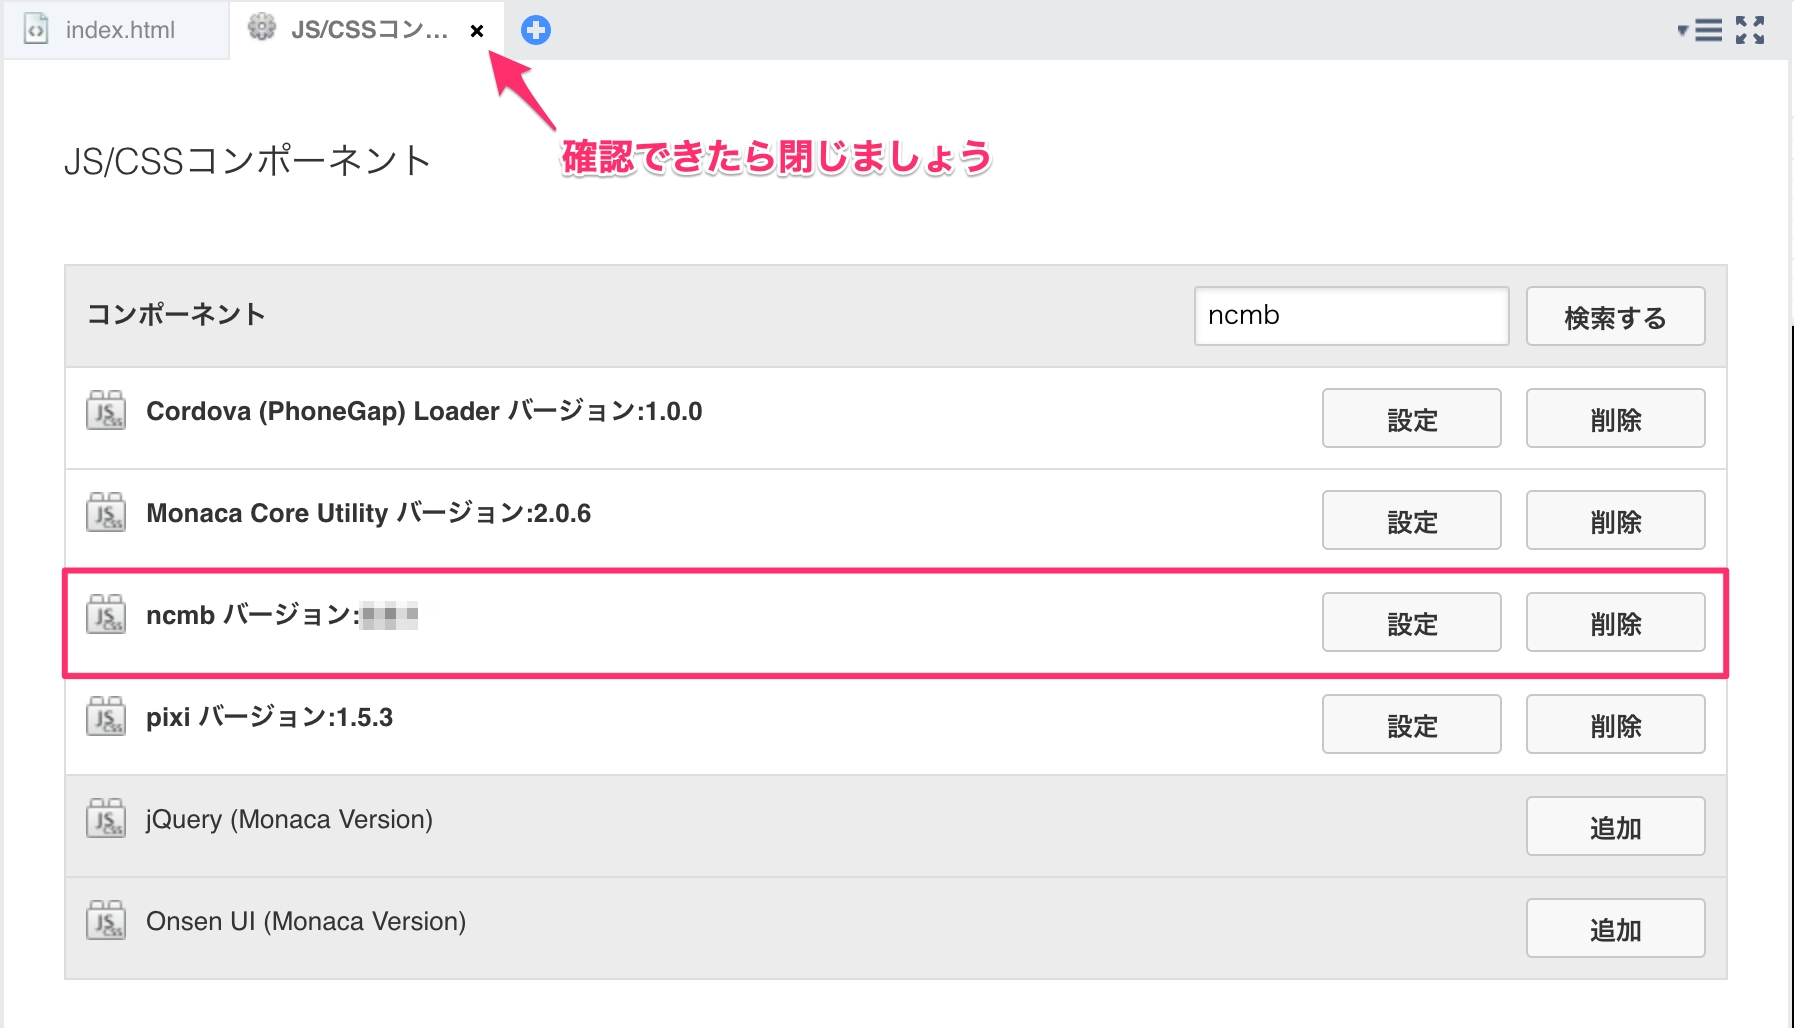 index.html
JS/CSSコン... ×
確認できたら閉じましょう
JS/CSSコンポーネント
コンポーネント ncmb 検索する
Cordova (PhoneGap) Loader バージョン:1.0.0 設定 削除
Monaca Core Utility バージョン:2.0.6 設定 削除
ncmb バージョン: 設定 削除
pixi バージョン:1.5.3 設定 削除
jQuery (Monaca Version) 追加
Onsen UI (Monaca Version) 追加